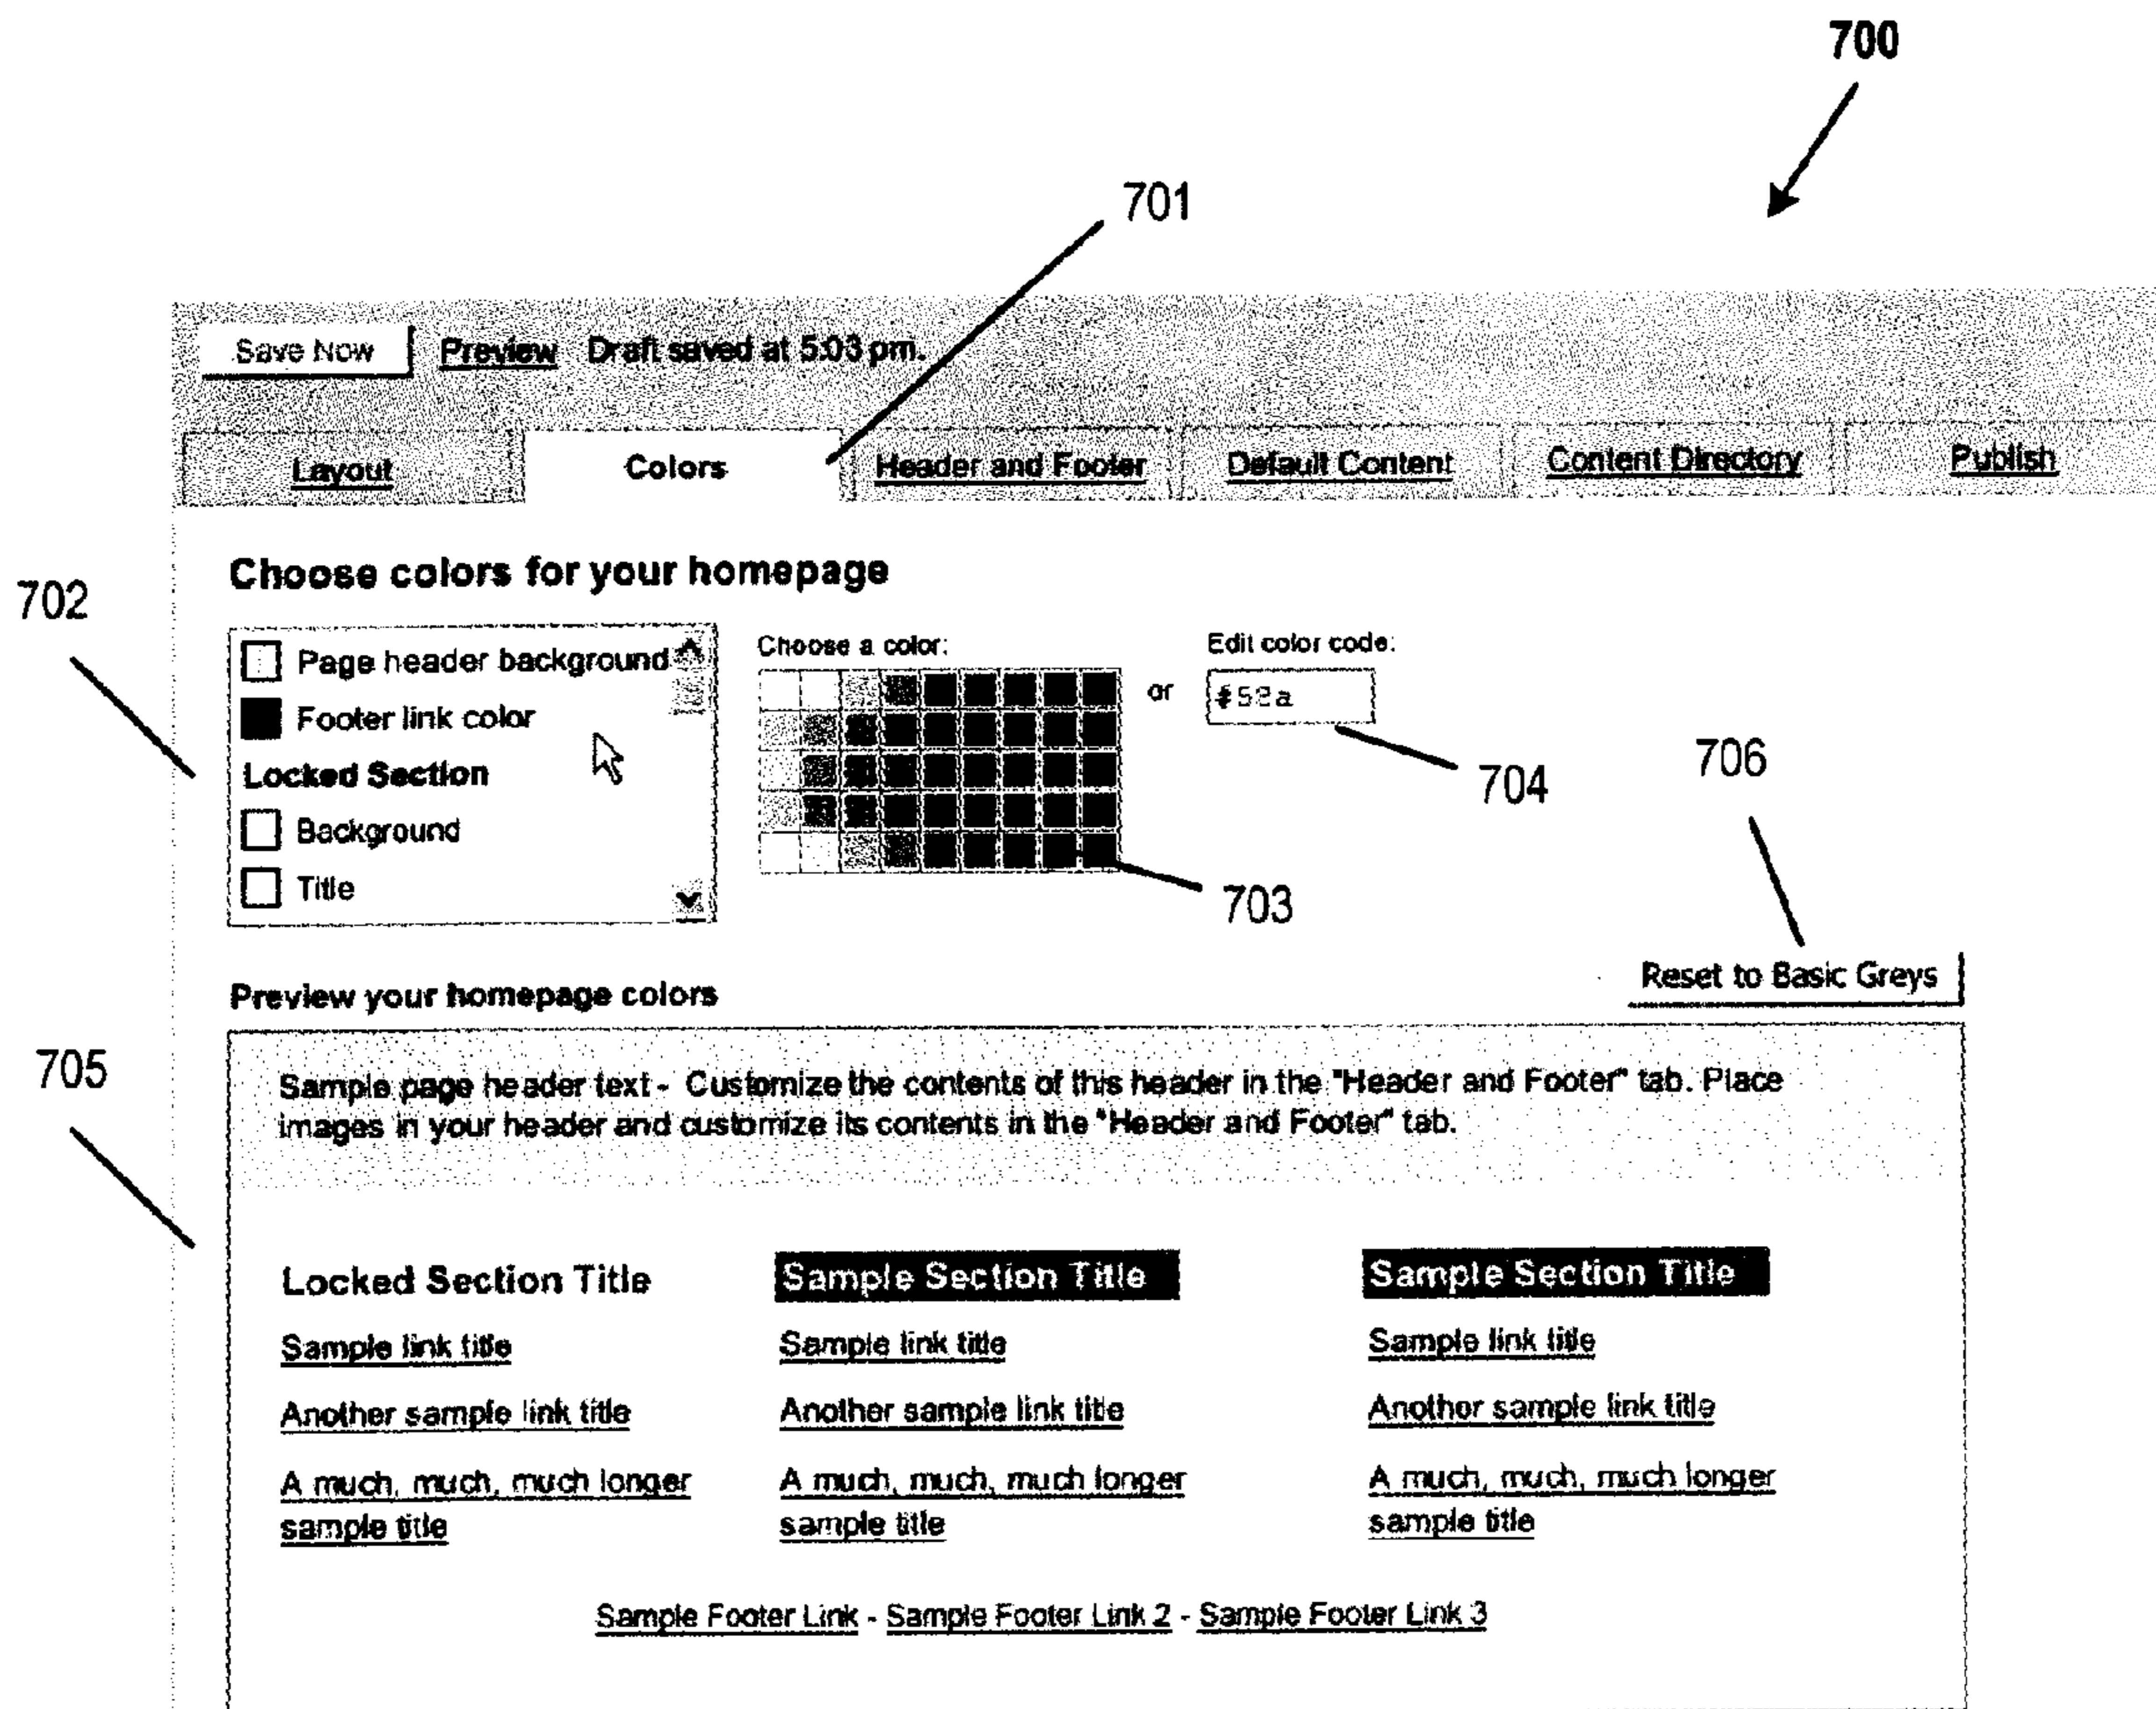 700
701
Save Now Preview Draft saved at 5:03 pm.
Layout Colors Header and Footer Default Content Content Directory Publish
Choose colors for your homepage
702
Page header background
Footer link color
Locked Section
Background
Title
Choose a color:
or
Edit color code:
#52a
704
703
706
Reset to Basic Greys
Preview your homepage colors
705
Sample page header text - Customize the contents of this header in the "Header and Footer" tab. Place
images in your header and customize its contents in the "Header and Footer" tab.
Locked Section Title Sample Section Title Sample Section Title
Sample link title Sample link title Sample link title
Another sample link title Another sample link title Another sample link title
A much, much, much longer A much, much, much longer A much, much, much longer
sample title sample title sample title
Sample Footer Link - Sample Footer Link 2 - Sample Footer Link 3